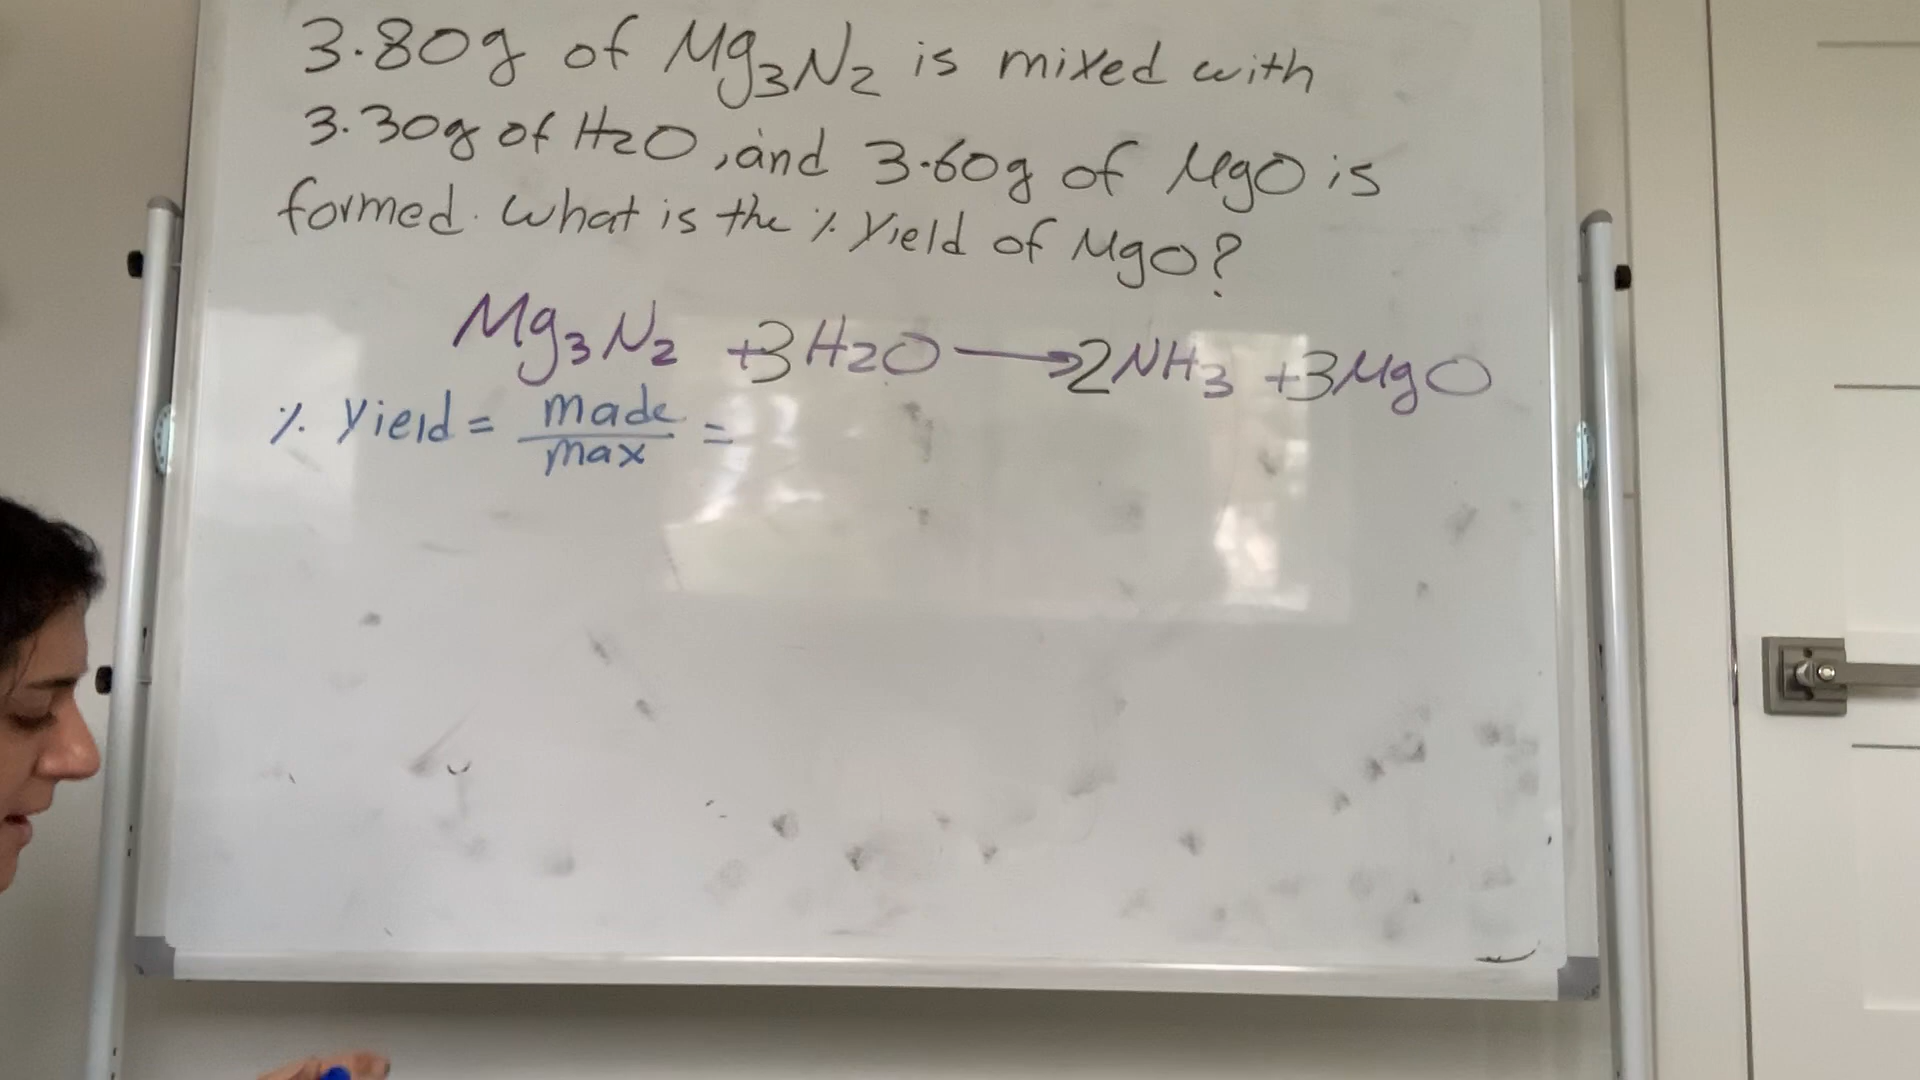 3.80g of Mg3N2 is mixed with
3.30g of H2O, and 3.60g of MgO is
formed. What is the % Yield of MgO?
Mg3N2 + 3H2O → 2NH3 + 3MgO
% Yield = made / max =